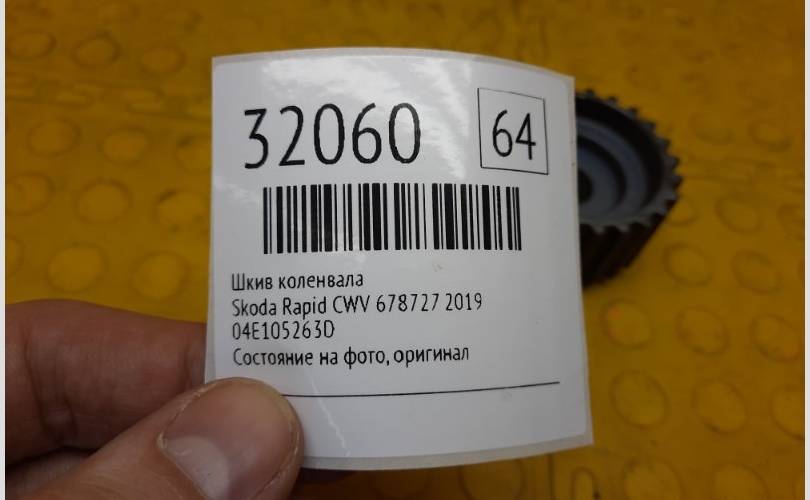 32060
64
Шкив коленвала
Skoda Rapid CWV 678727 2019
04E105263D
Состояние на фото, оригинал